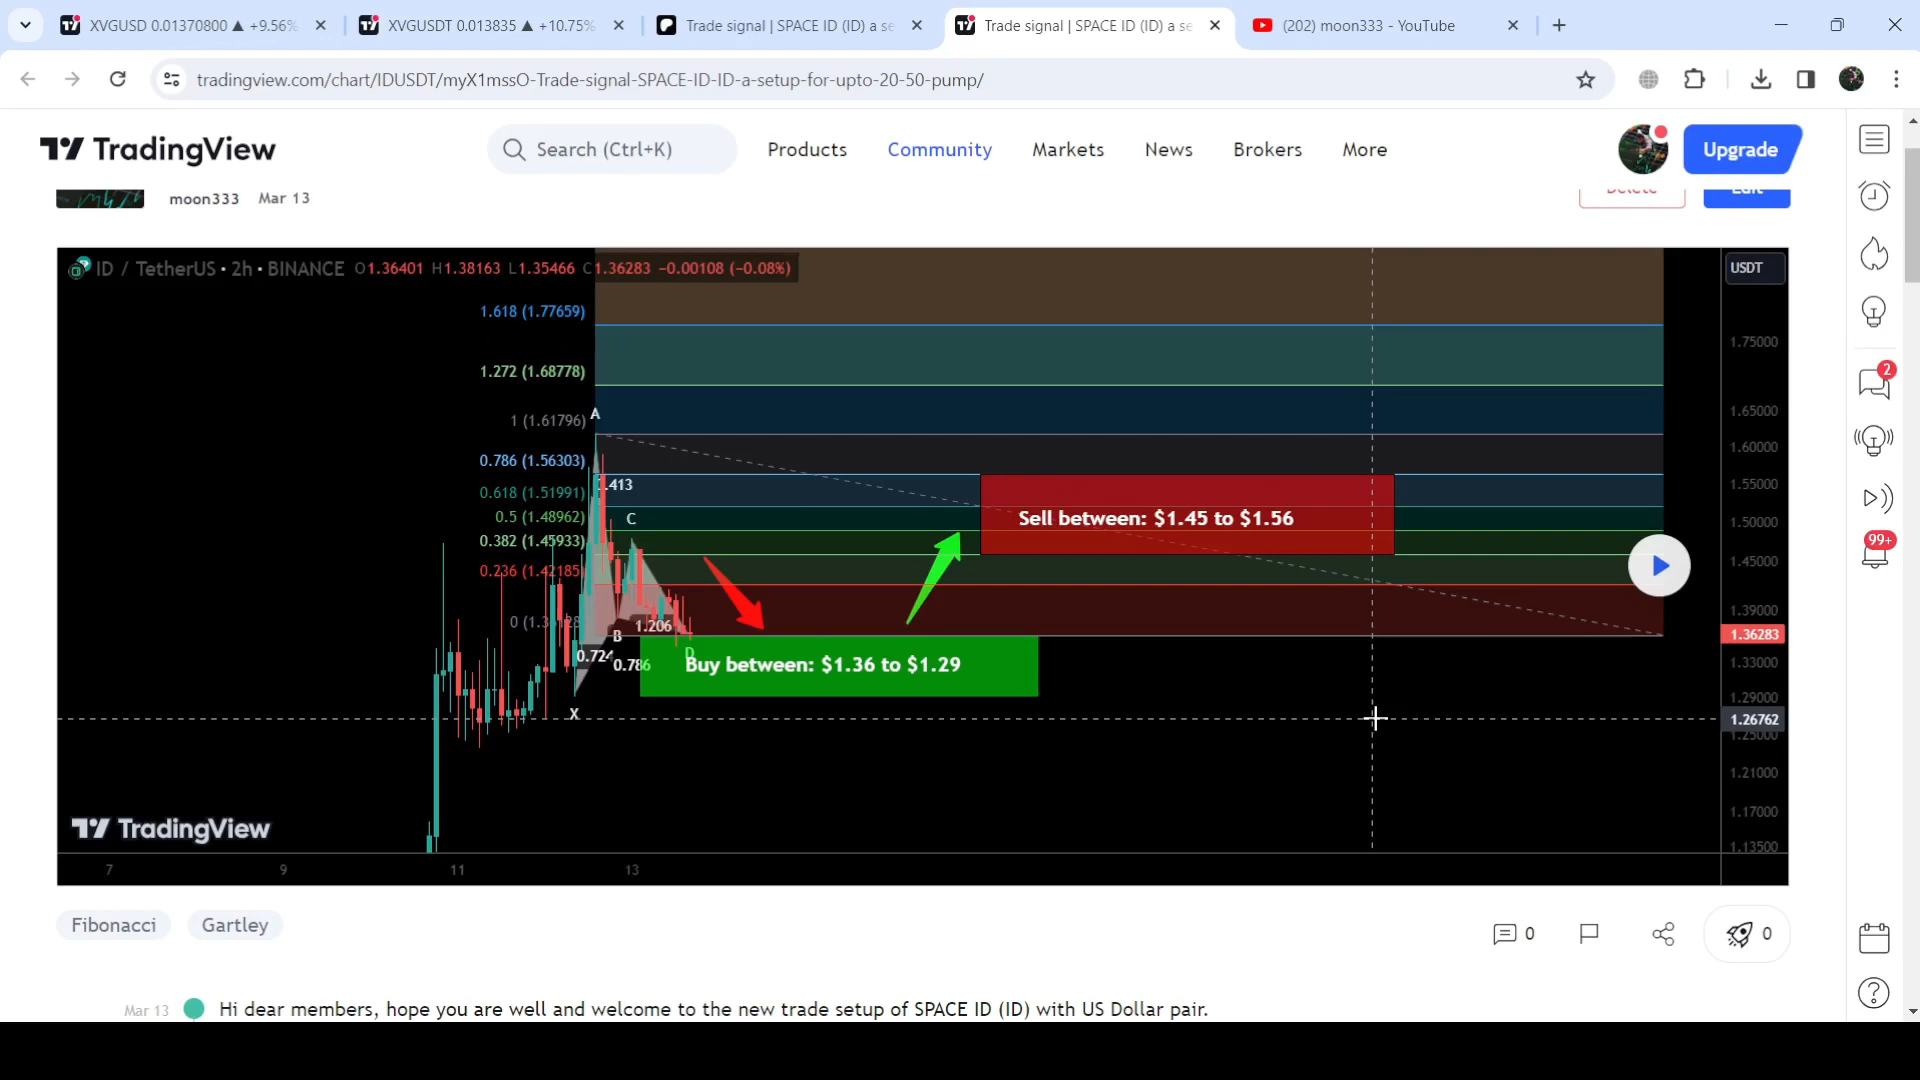 XVGUSD 0.01370800 ▲ +9.56%
XVGUSDT 0.013835 ▲ +10.75%
Trade signal | SPACE ID (ID) a se
Trade signal | SPACE ID (ID) a se
(202) moon333 - YouTube
tradingview.com/chart/IDUSDT/myX1mssO-Trade-signal-SPACE-ID-ID-a-setup-for-upto-20-50-pump/
TradingView
Search (Ctrl+K)
Products
Community
Markets
News
Brokers
More
Upgrade
moon333 Mar 13
Delete
Edit
ID / TetherUS • 2h • BINANCE O1.36401 H1.38163 L1.35466 C1.36283 −0.00108 (−0.08%)
USDT
1.618 (1.77659)
1.75000
1.272 (1.68778)
1.65000
1 (1.61796)
A
1.60000
0.786 (1.56303)
1.55000
0.618 (1.51991)
.413
0.5 (1.48962)
C
Sell between: $1.45 to $1.56
1.50000
0.382 (1.45933)
1.45000
0.236 (1.42185)
1.39000
1.206
B
1.36283
0.724
0.786
D
Buy between: $1.36 to $1.29
1.33000
1.29000
X
1.26762
1.25000
1.21000
1.17000
1.13500
TradingView
7
9
11
13
Fibonacci
Gartley
0
0
2
99+
Mar 13
Hi dear members, hope you are well and welcome to the new trade setup of SPACE ID (ID) with US Dollar pair.